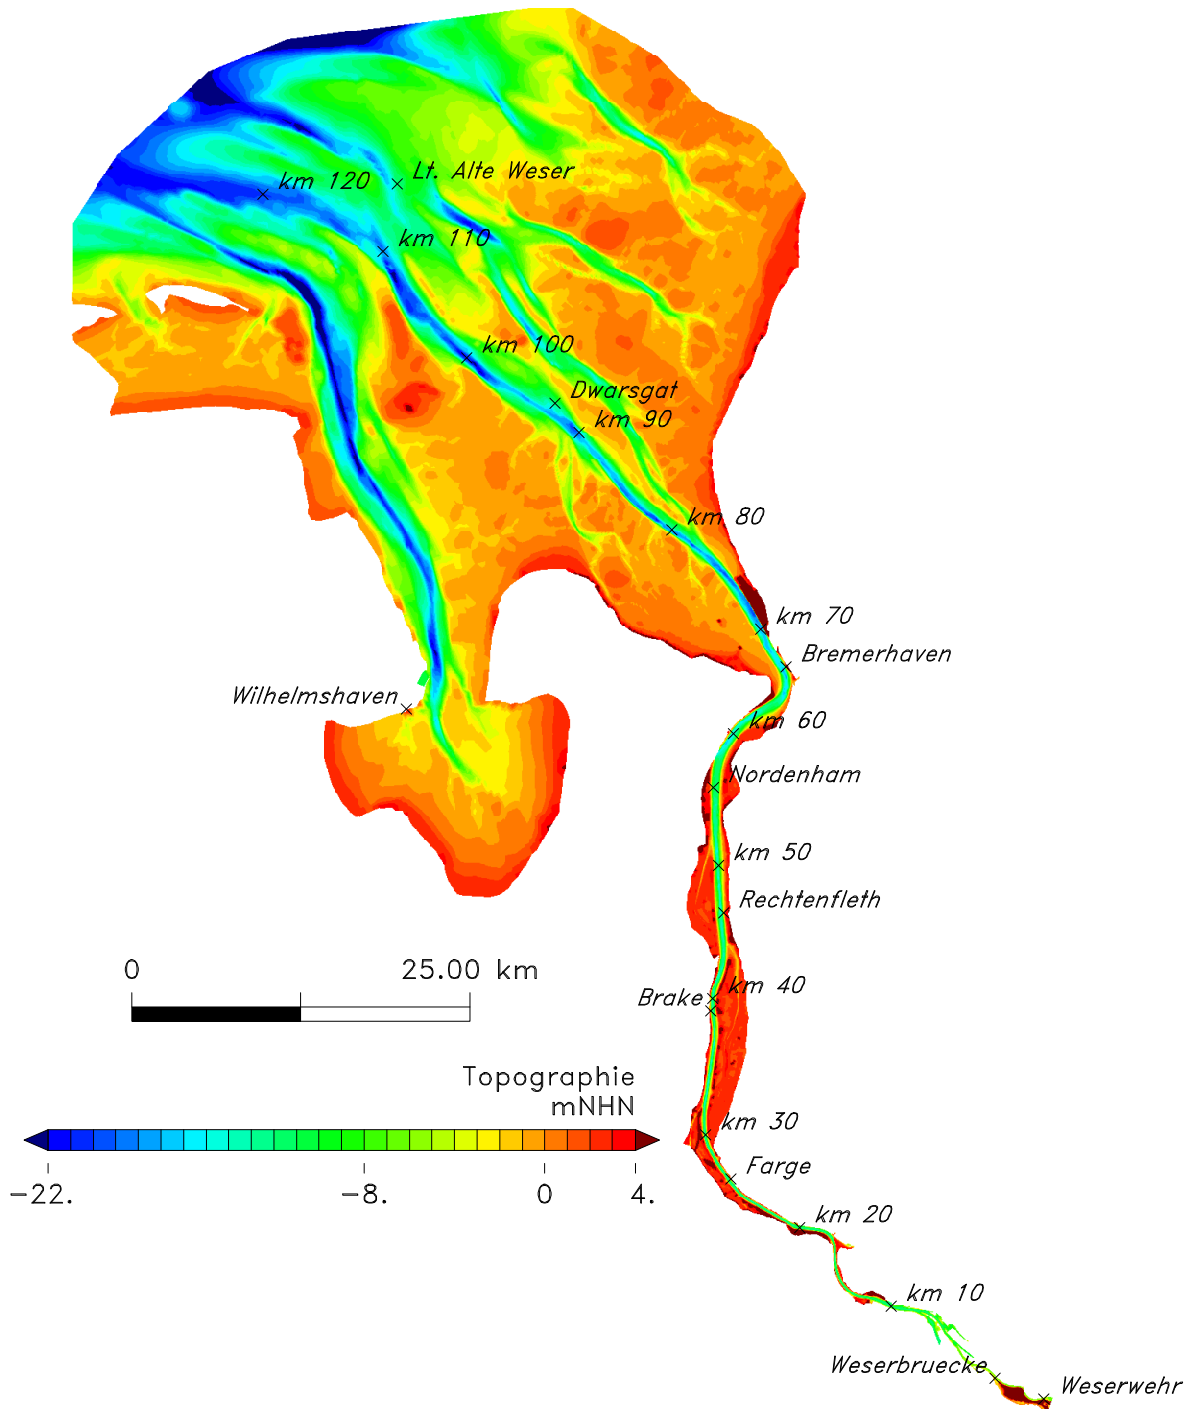 Lt. Alte Weser
km 120
km 110
km 100
Dwarsgat
km 90
km 80
km 70
Bremerhaven
Wilhelmshaven
km 60
Nordenham
km 50
Rechtenfleth
0 25.00 km
km 40
Brake
Topographie
mNHN
km 30
Farge
-22. -8. 0 4.
km 20
km 10
Weserbruecke
Weserwehr